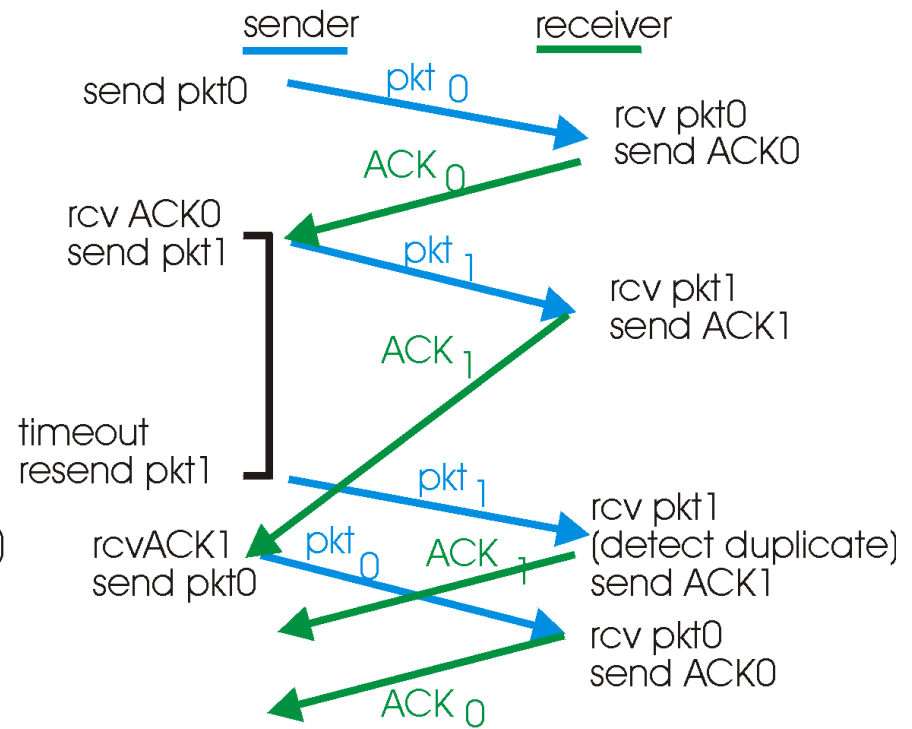 sender
receiver
send pkt0
pkt 0
rcv pkt0
send ACK0
ACK 0
rcv ACK0
send pkt1
pkt 1
rcv pkt1
send ACK1
ACK 1
timeout
resend pkt1
pkt 1
rcv pkt1
(detect duplicate)
send ACK1
)
rcvACK1
send pkt0
pkt 0
ACK 1
rcv pkt0
send ACK0
ACK 0